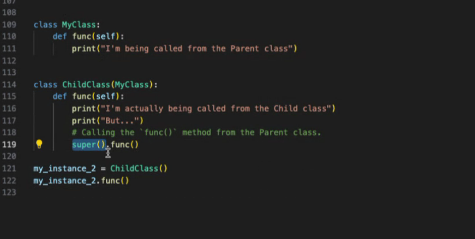 107
108
109 class MyClass:
110 def func(self):
111 print("I'm being called from the Parent class")
112
113
114 class ChildClass(MyClass):
115 def func(self):
116 print("I'm actually being called from the Child class")
117 print("But...")
118 # Calling the `func()` method from the Parent class.
119 super().func()
120
121 my_instance_2 = ChildClass()
122 my_instance_2.func()
123